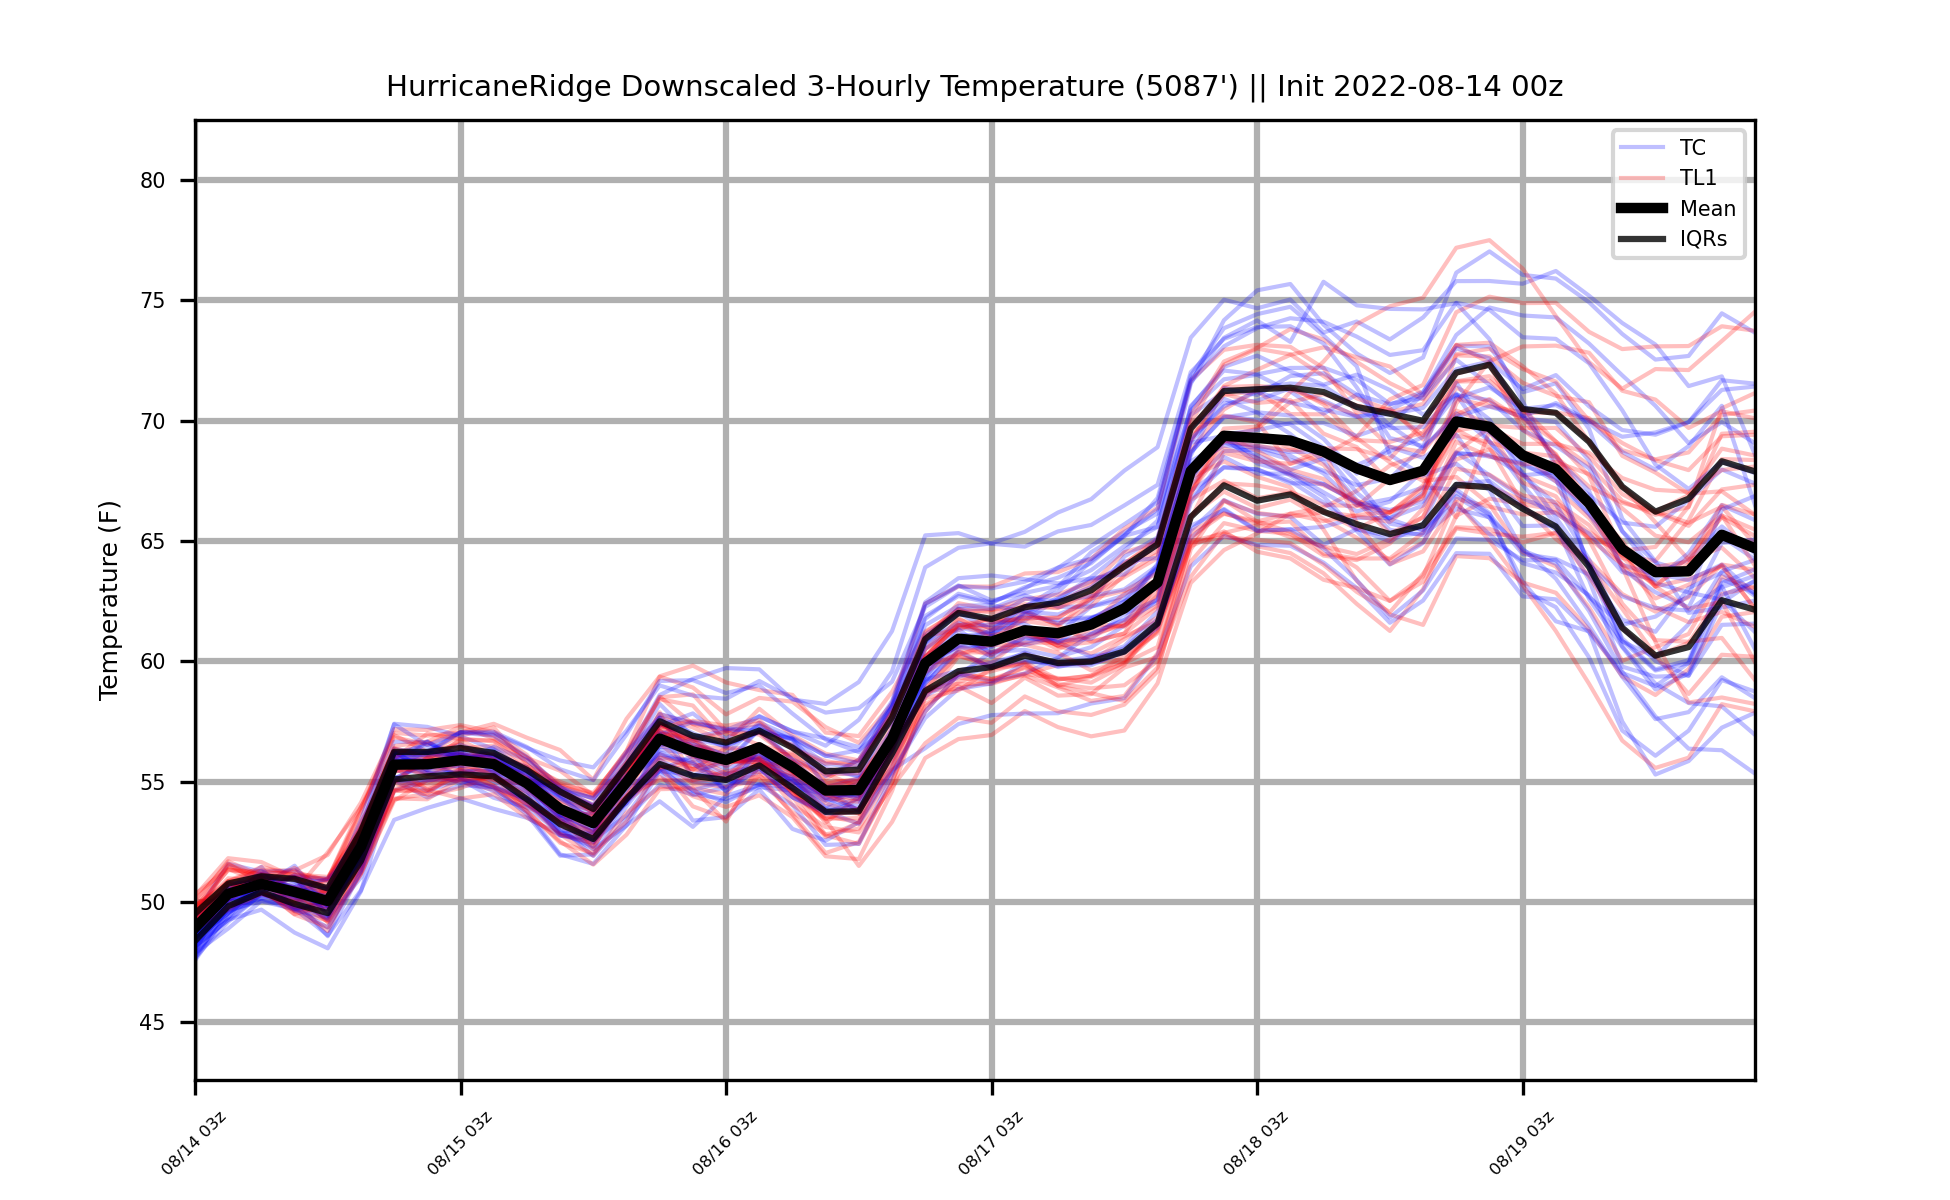 HurricaneRidge Downscaled 3-Hourly Temperature (5087') || Init 2022-08-14 00z
TC
TL1
Mean
IQRs
Temperature (F)
80
75
70
65
60
55
50
45
08/14 03z
08/15 03z
08/16 03z
08/17 03z
08/18 03z
08/19 03z